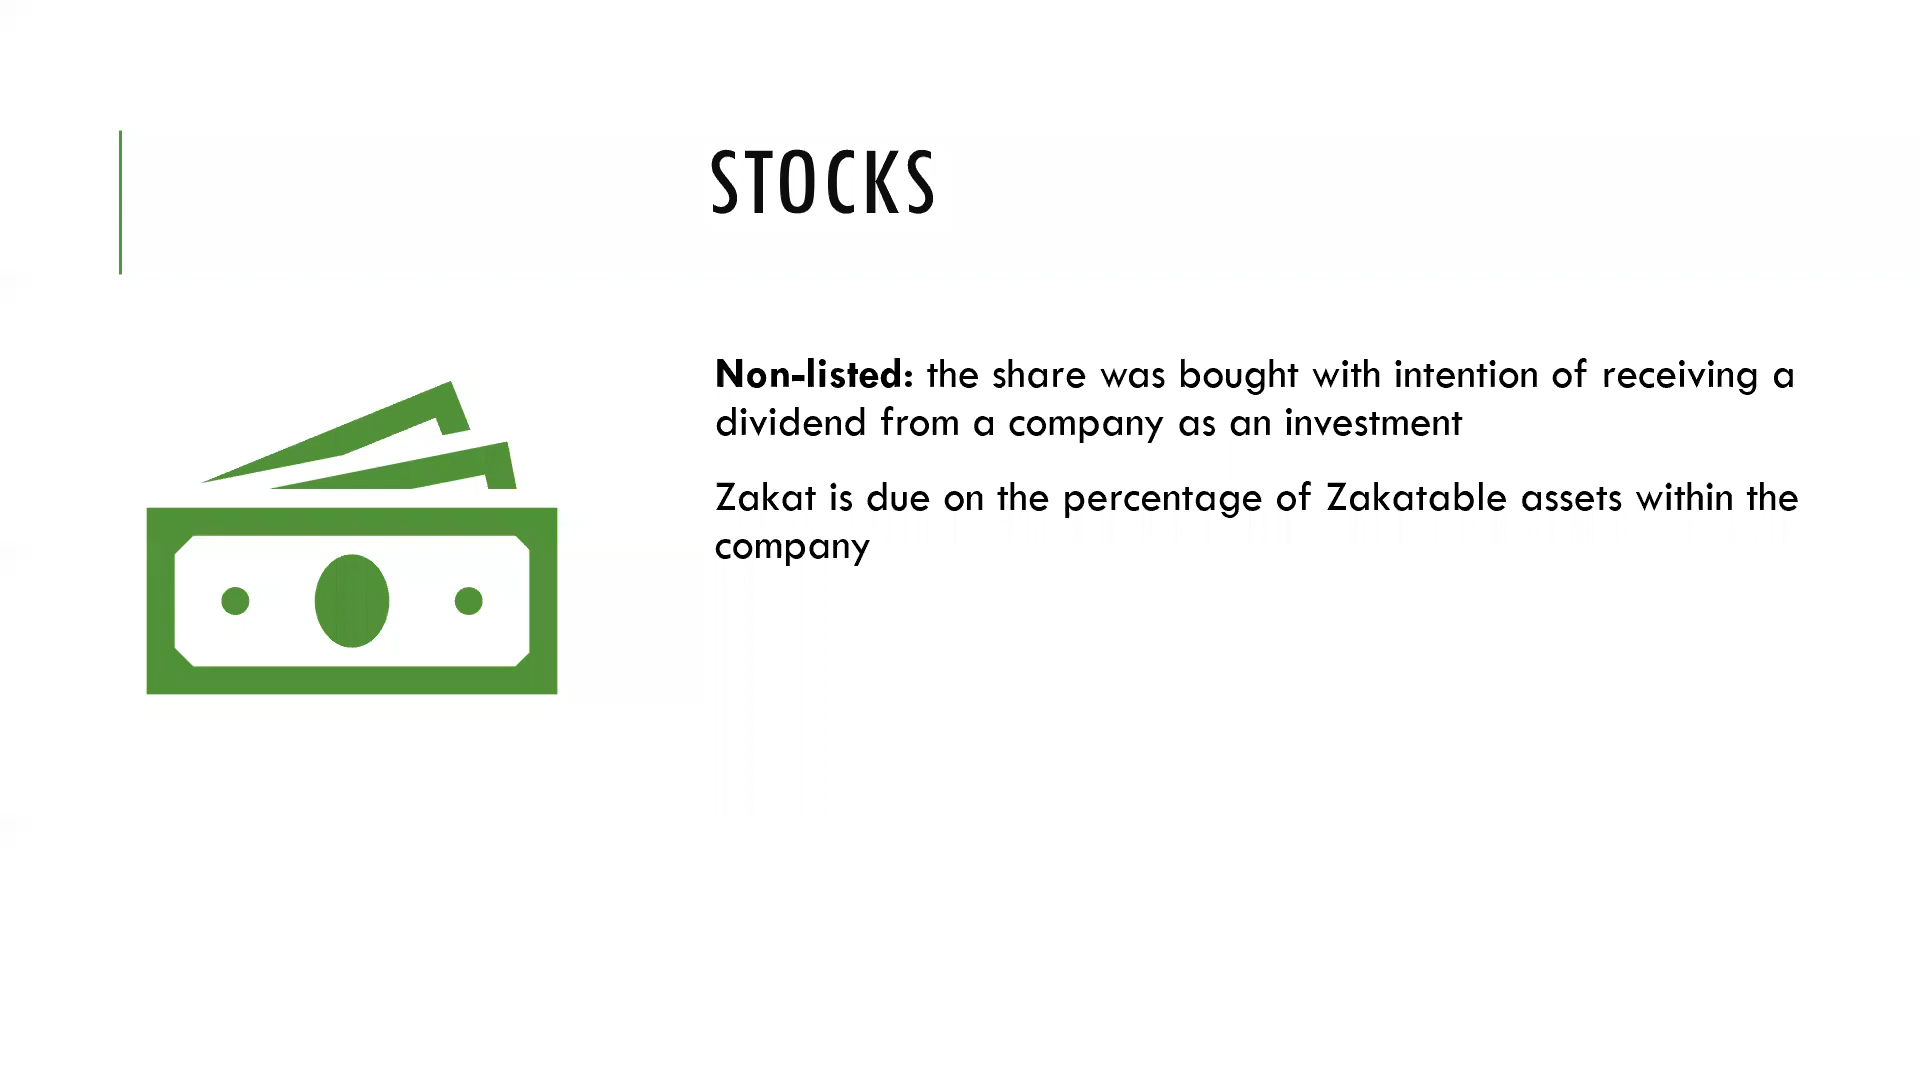 STOCKS
Non-listed: the share was bought with intention of receiving a
dividend from a company as an investment
Zakat is due on the percentage of Zakatable assets within the
company